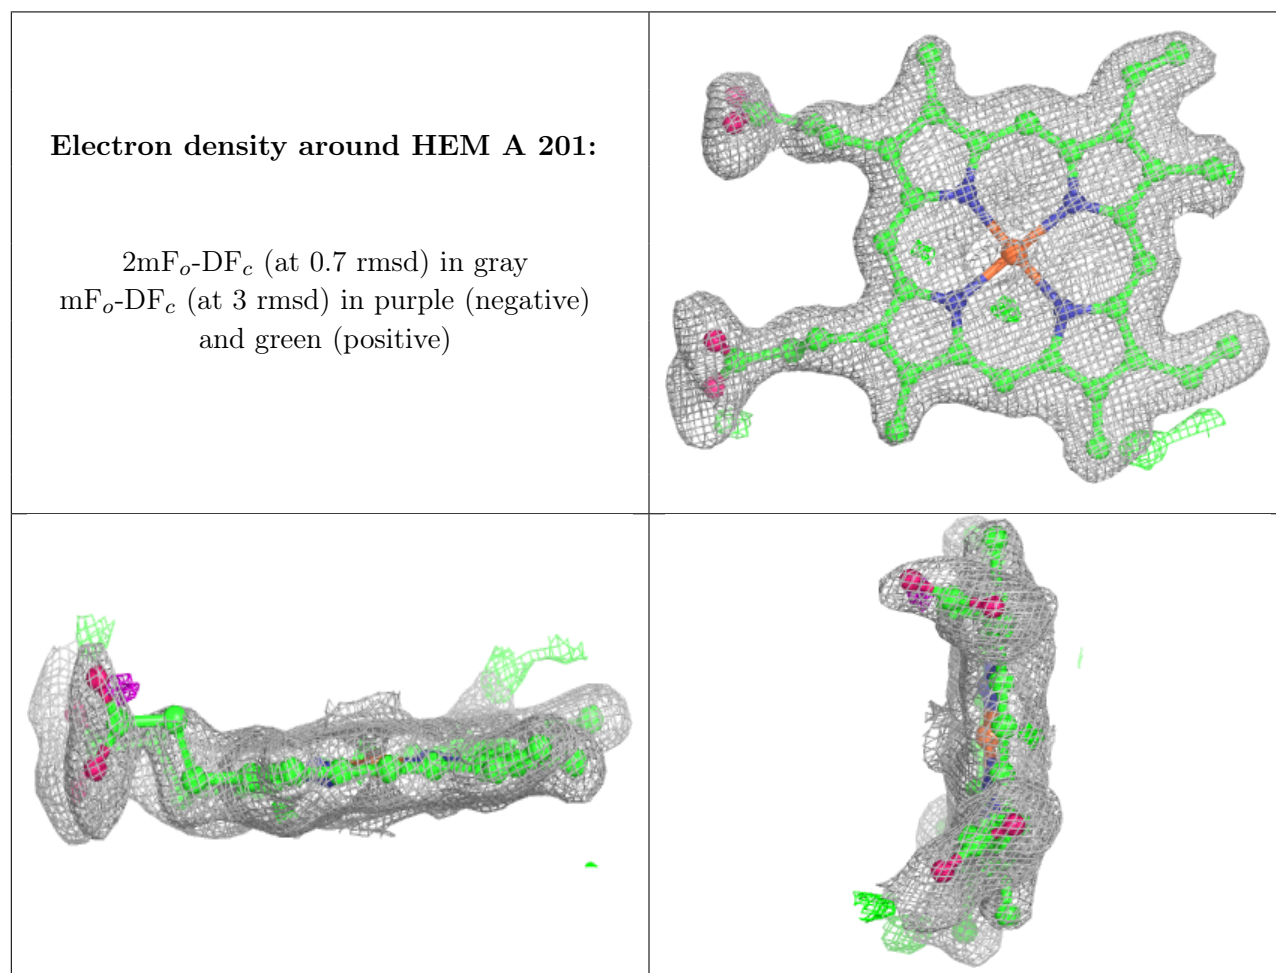 Electron density around HEM A 201:
2mFo-DFc (at 0.7 rmsd) in gray
mFo-DFc (at 3 rmsd) in purple (negative)
and green (positive)